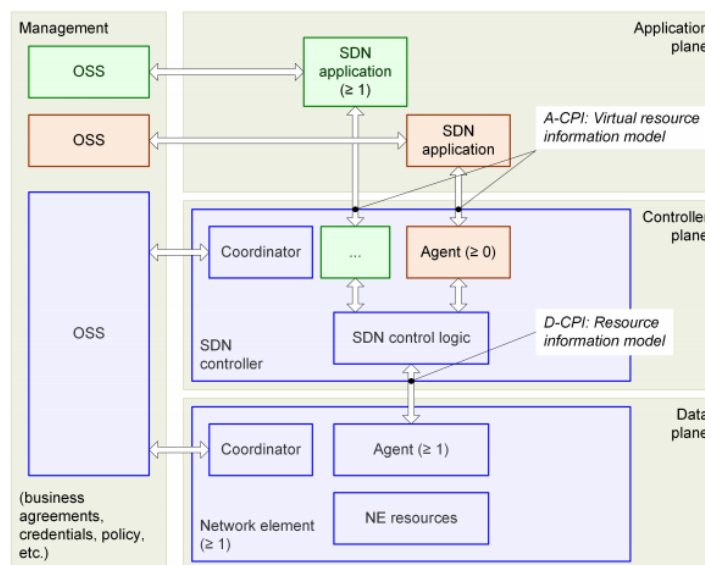 Management
OSS
OSS
OSS
(business
agreements,
credentials, policy,
etc.)
Application
plane
SDN
application
(≥ 1)
SDN
application
A-CPI: Virtual resource
information model
Controller
plane
Coordinator
...
Agent (≥ 0)
SDN control logic
SDN
controller
D-CPI: Resource
information model
Data
plane
Coordinator
Agent (≥ 1)
NE resources
Network element
(≥ 1)